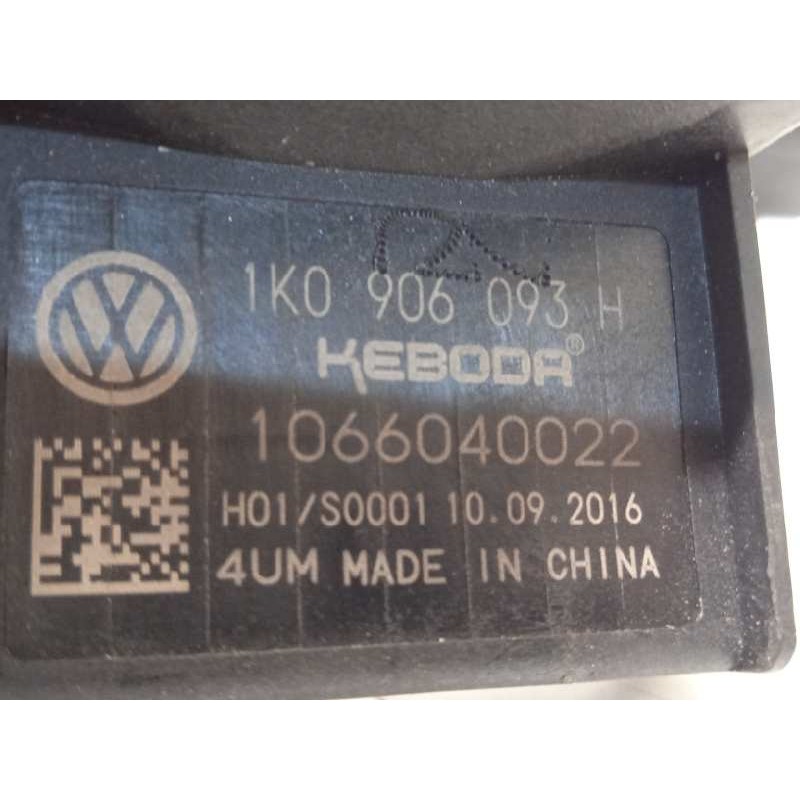 1K0 906 093 H
KEBODA®
1066040022
H01/S0001 10.09.2016
4UM MADE IN CHINA